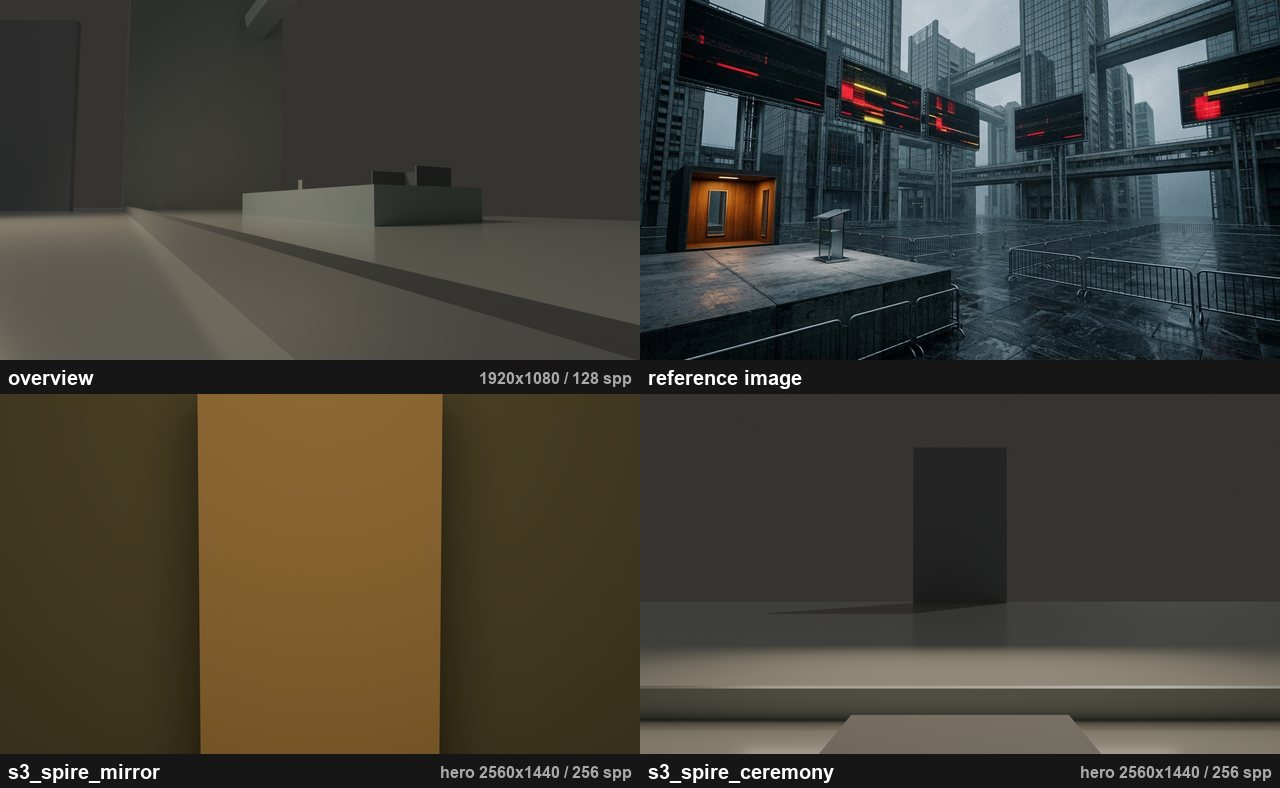 overview
1920x1080 / 128 spp
reference image
s3_spire_mirror
hero 2560x1440 / 256 spp
s3_spire_ceremony
hero 2560x1440 / 256 spp